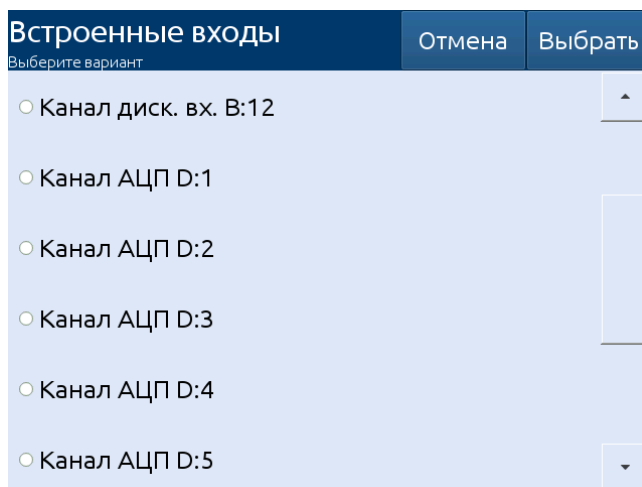 Встроенные входы
Выберите вариант
Отмена
Выбрать
Канал диск. вх. B:12
Канал АЦП D:1
Канал АЦП D:2
Канал АЦП D:3
Канал АЦП D:4
Канал АЦП D:5